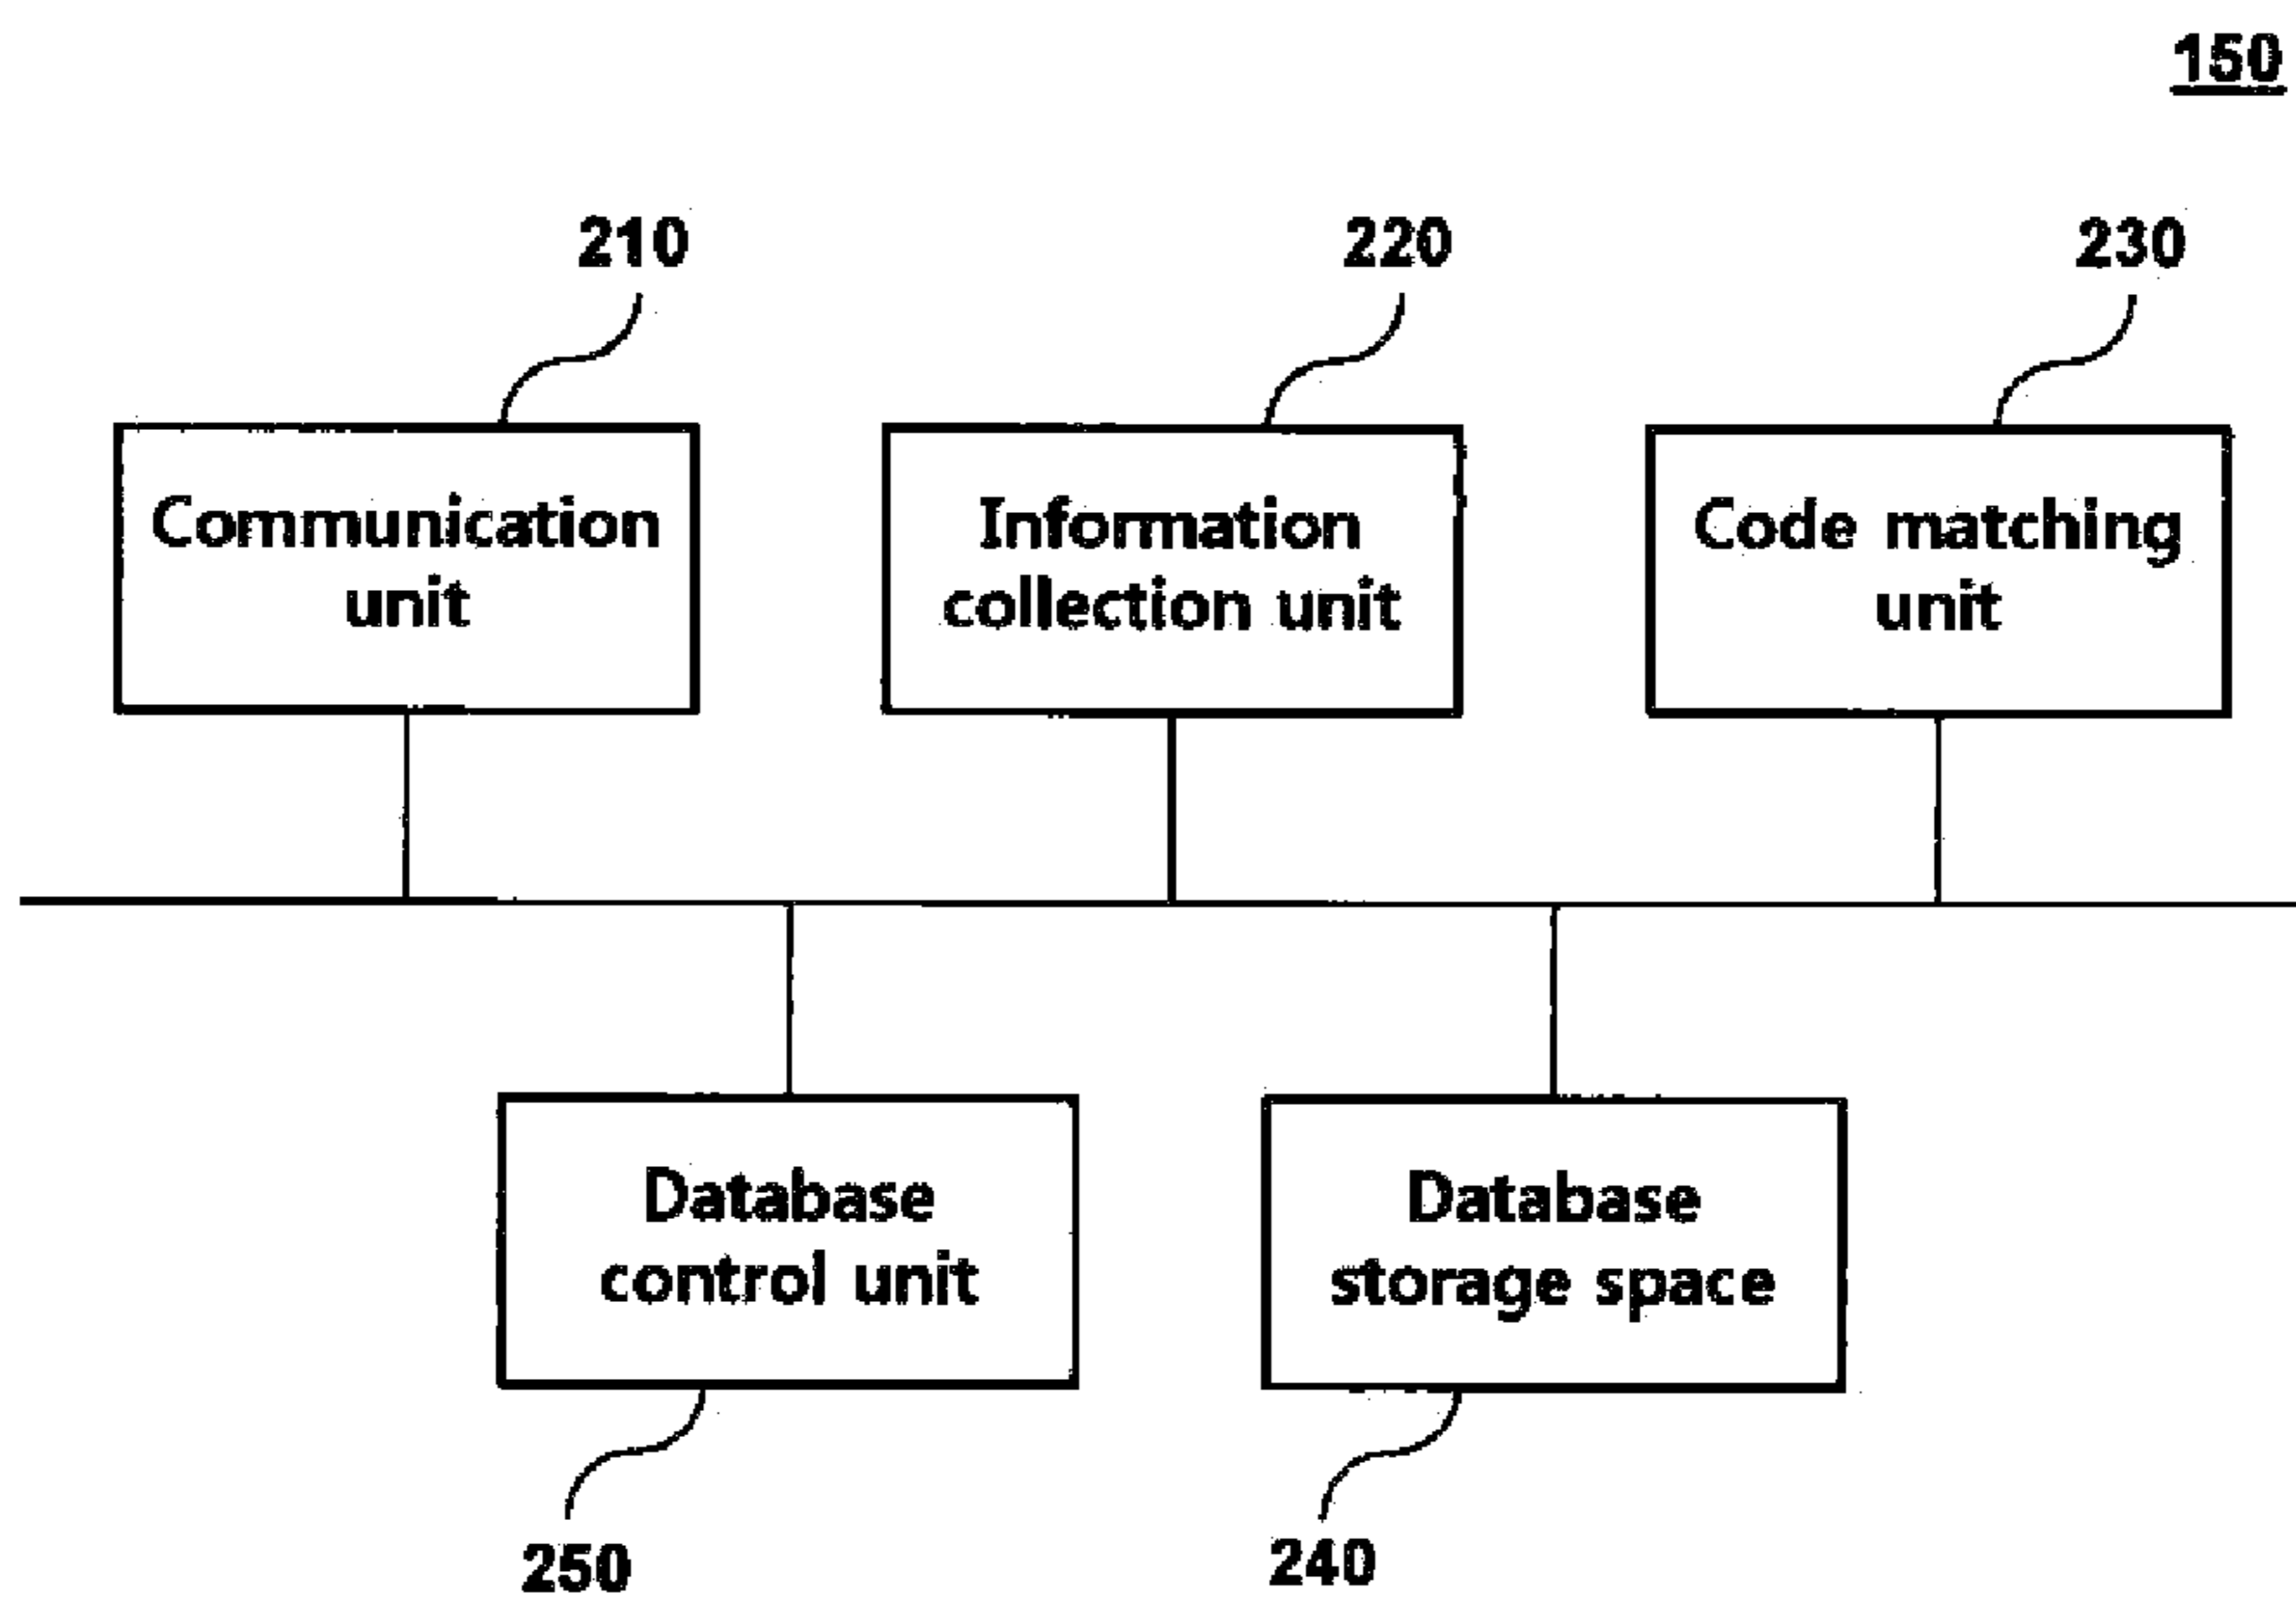 150
210
220
230
Communication
unit
Information
collection unit
Code matching
unit
Database
control unit
Database
storage space
250
240